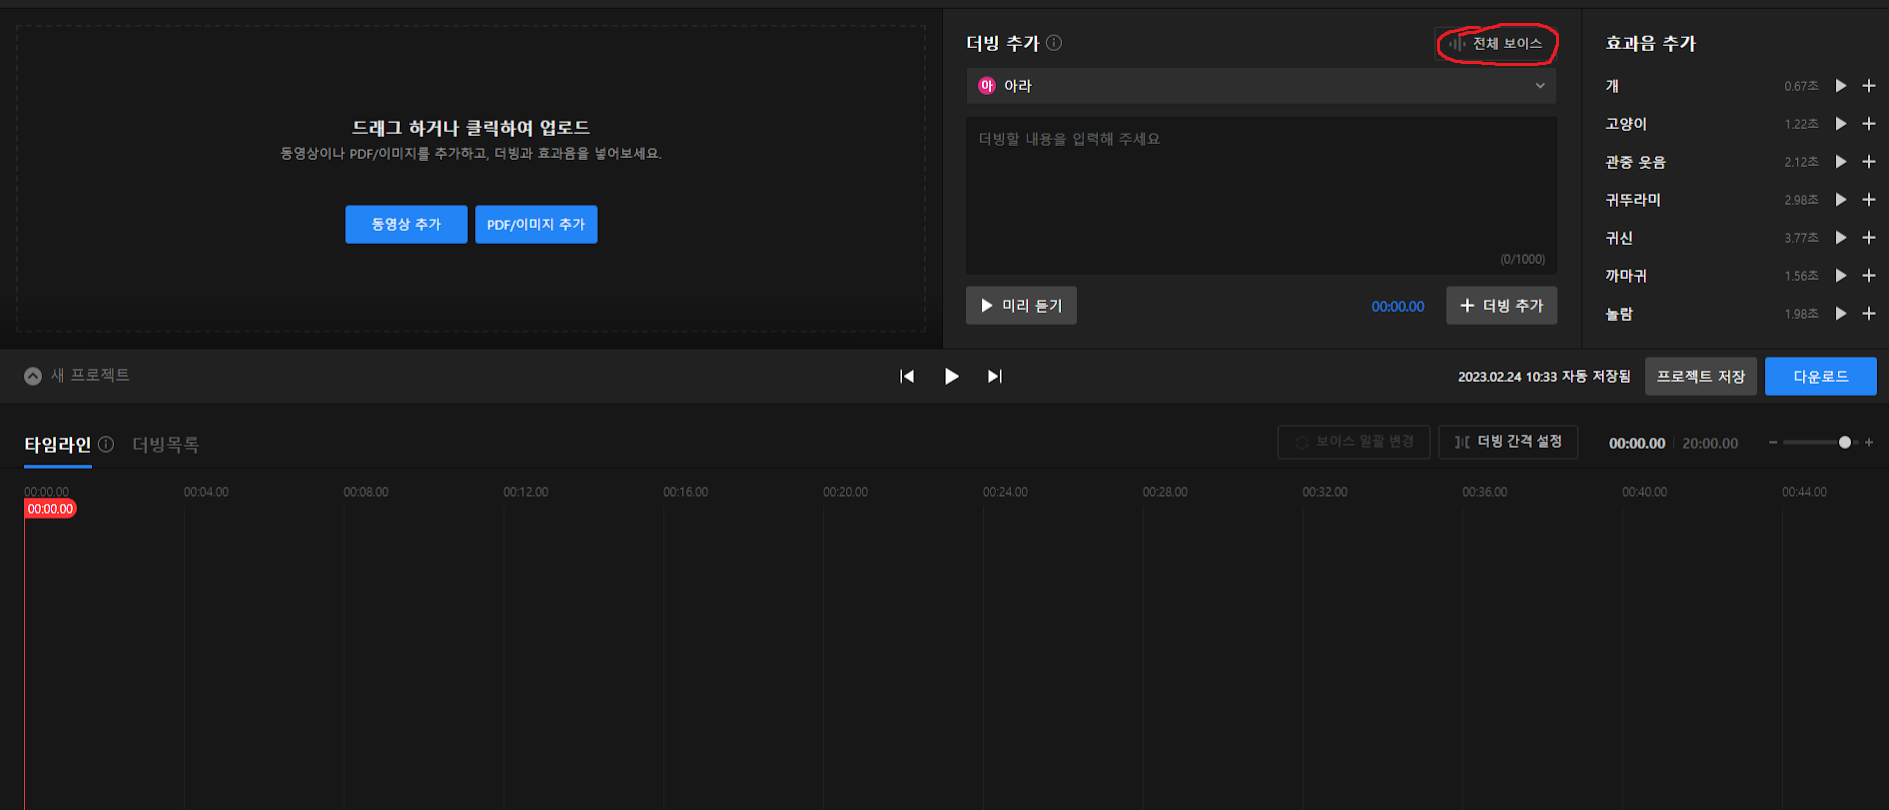 드래그 하거나 클릭하여 업로드
동영상이나 PDF/이미지를 추가하고, 더빙과 효과음을 넣어보세요.
동영상 추가
PDF/이미지 추가
더빙 추가
전체 보이스
아 아라
더빙할 내용을 입력해 주세요
(0/1000)
미리 듣기
00:00.00
더빙 추가
효과음 추가
개 0.67초
고양이 1.22초
관중 웃음 2.12초
귀뚜라미 2.98초
귀신 3.77초
까마귀 1.56초
놀람 1.98초
새 프로젝트
2023.02.24 10:33 자동 저장됨
프로젝트 저장
다운로드
타임라인
더빙목록
보이스 일괄 변경
더빙 간격 설정
00:00.00 20:00.00
00:00.00 00:04.00 00:08.00 00:12.00 00:16.00 00:20.00 00:24.00 00:28.00 00:32.00 00:36.00 00:40.00 00:44.00
00:00.00